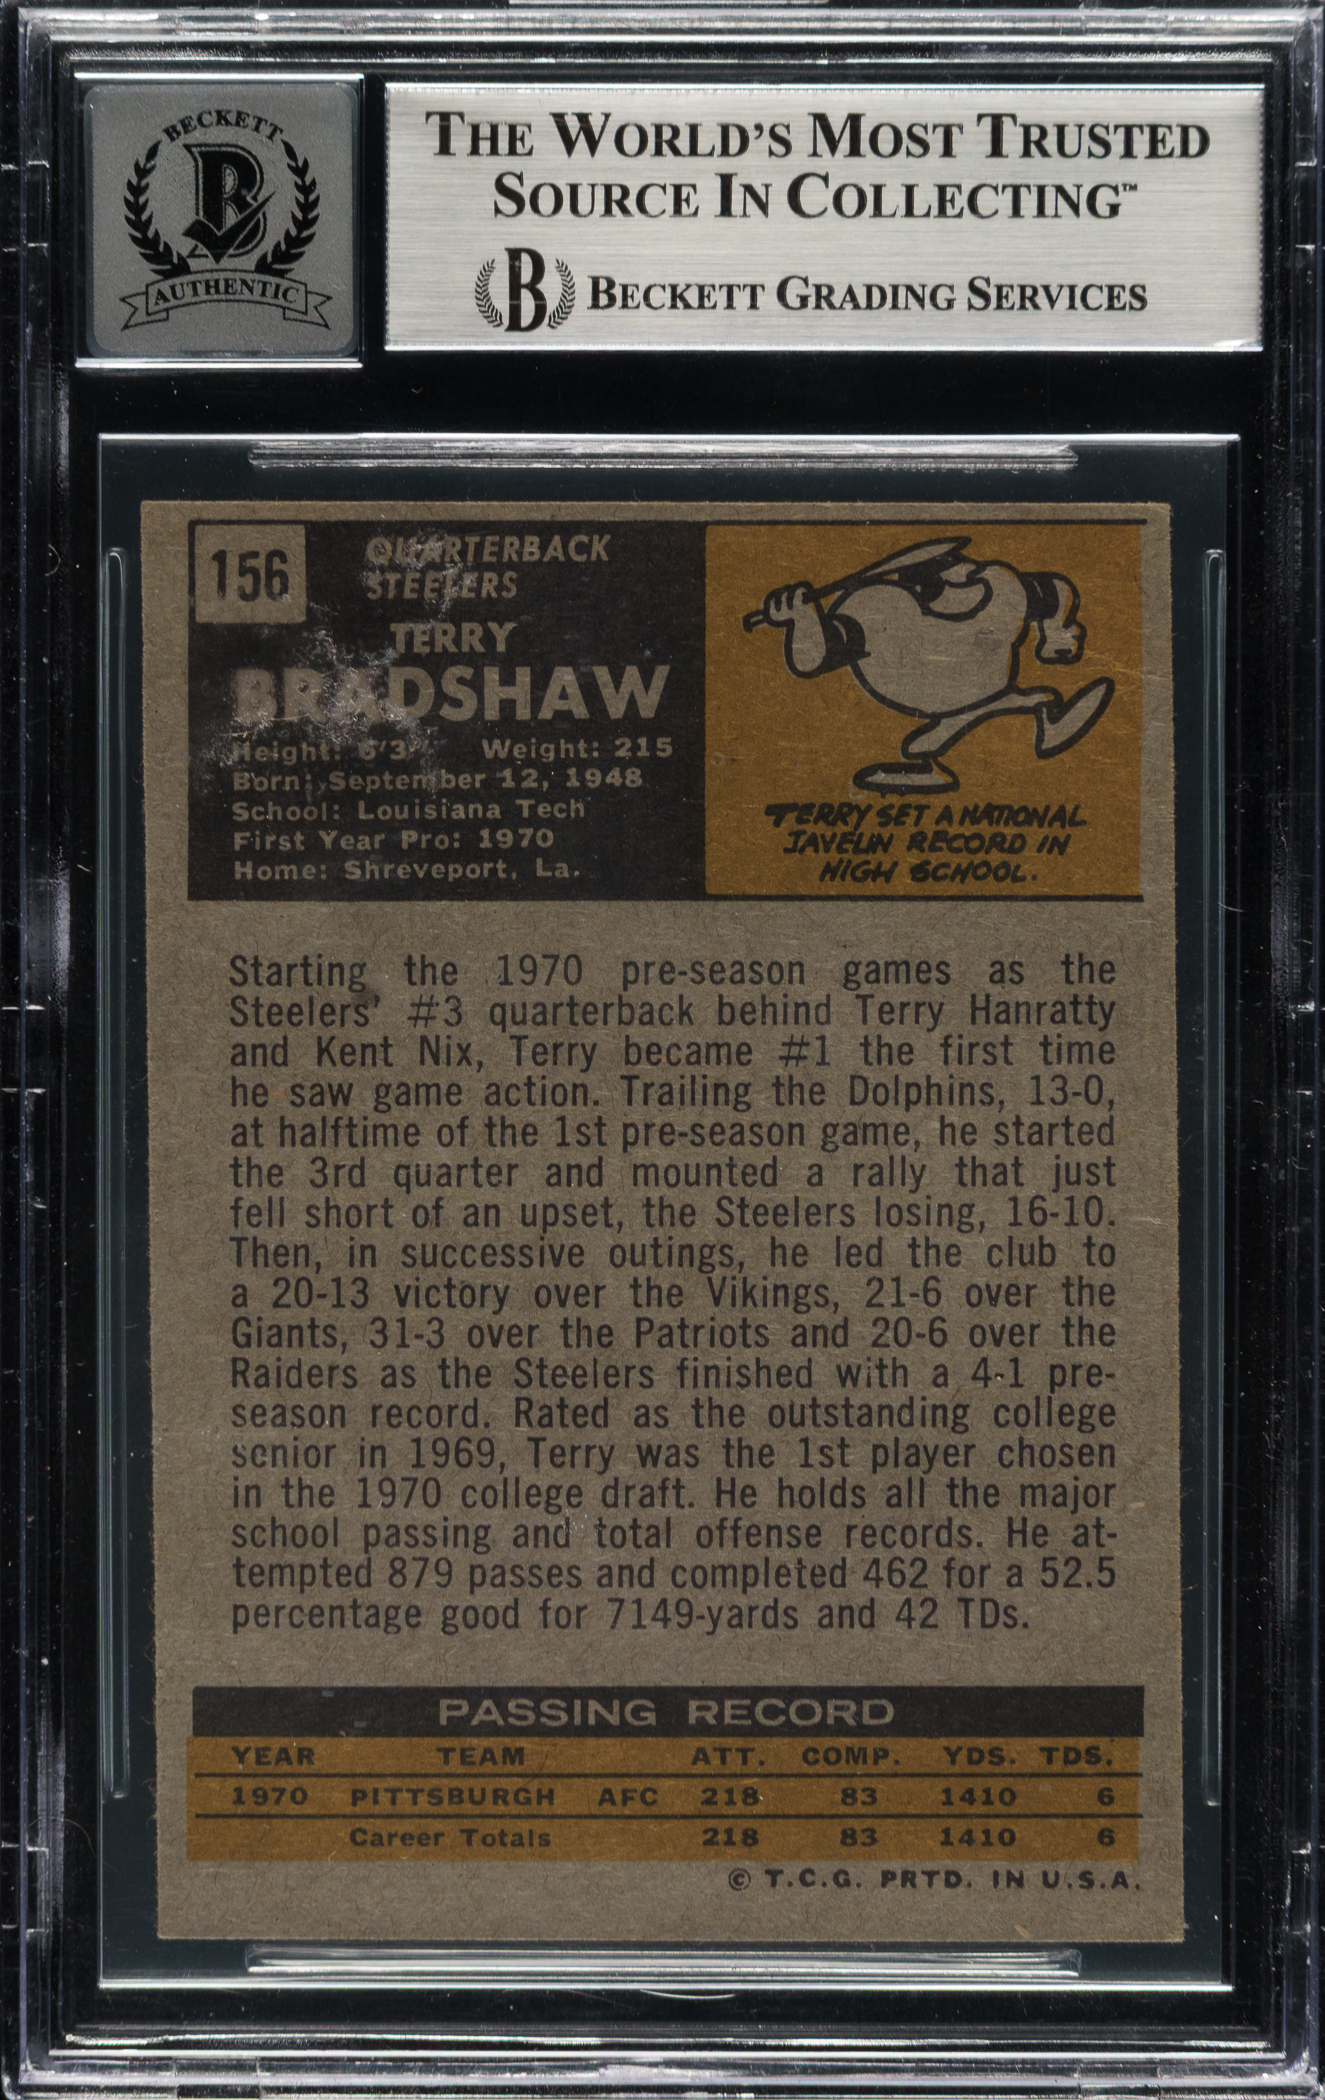 BECKETT
B
AUTHENTIC
THE WORLD'S MOST TRUSTED
SOURCE IN COLLECTING™
B BECKETT GRADING SERVICES
156
QUARTERBACK
STEELERS
TERRY
BRADSHAW
Height: 6'3" Weight: 215
Born: September 12, 1948
School: Louisiana Tech
First Year Pro: 1970
Home: Shreveport, La.
TERRY SET A NATIONAL
JAVELIN RECORD IN
HIGH SCHOOL.
Starting the 1970 pre-season games as the
Steelers' #3 quarterback behind Terry Hanratty
and Kent Nix, Terry became #1 the first time
he saw game action. Trailing the Dolphins, 13-0,
at halftime of the 1st pre-season game, he started
the 3rd quarter and mounted a rally that just
fell short of an upset, the Steelers losing, 16-10.
Then, in successive outings, he led the club to
a 20-13 victory over the Vikings, 21-6 over the
Giants, 31-3 over the Patriots and 20-6 over the
Raiders as the Steelers finished with a 4-1 pre-
season record. Rated as the outstanding college
senior in 1969, Terry was the 1st player chosen
in the 1970 college draft. He holds all the major
school passing and total offense records. He at-
tempted 879 passes and completed 462 for a 52.5
percentage good for 7149-yards and 42 TDs.
PASSING RECORD
YEAR TEAM ATT. COMP. YDS. TDS.
1970 PITTSBURGH AFC 218 83 1410 6
Career Totals 218 83 1410 6
© T.C.G. PRTD. IN U.S.A.